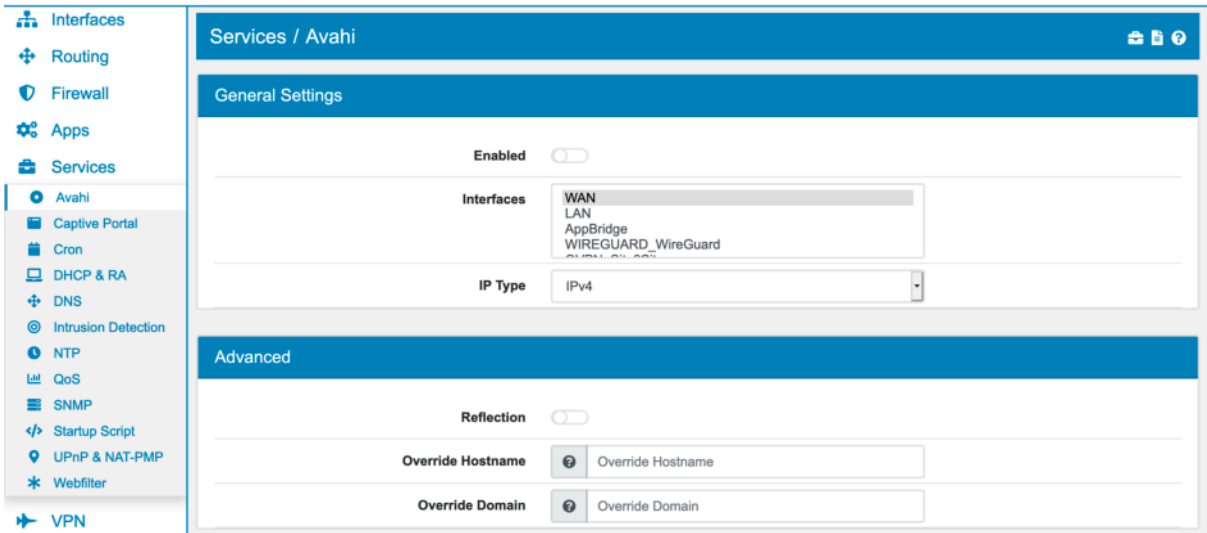 Interfaces
Routing
Firewall
Apps
Services
Avahi
Captive Portal
Cron
DHCP & RA
DNS
Intrusion Detection
NTP
QoS
SNMP
Startup Script
UPnP & NAT-PMP
Webfilter
VPN
Services / Avahi
General Settings
Enabled
Interfaces
WAN
LAN
AppBridge
WIREGUARD_WireGuard
IP Type
IPv4
Advanced
Reflection
Override Hostname
Override Hostname
Override Domain
Override Domain